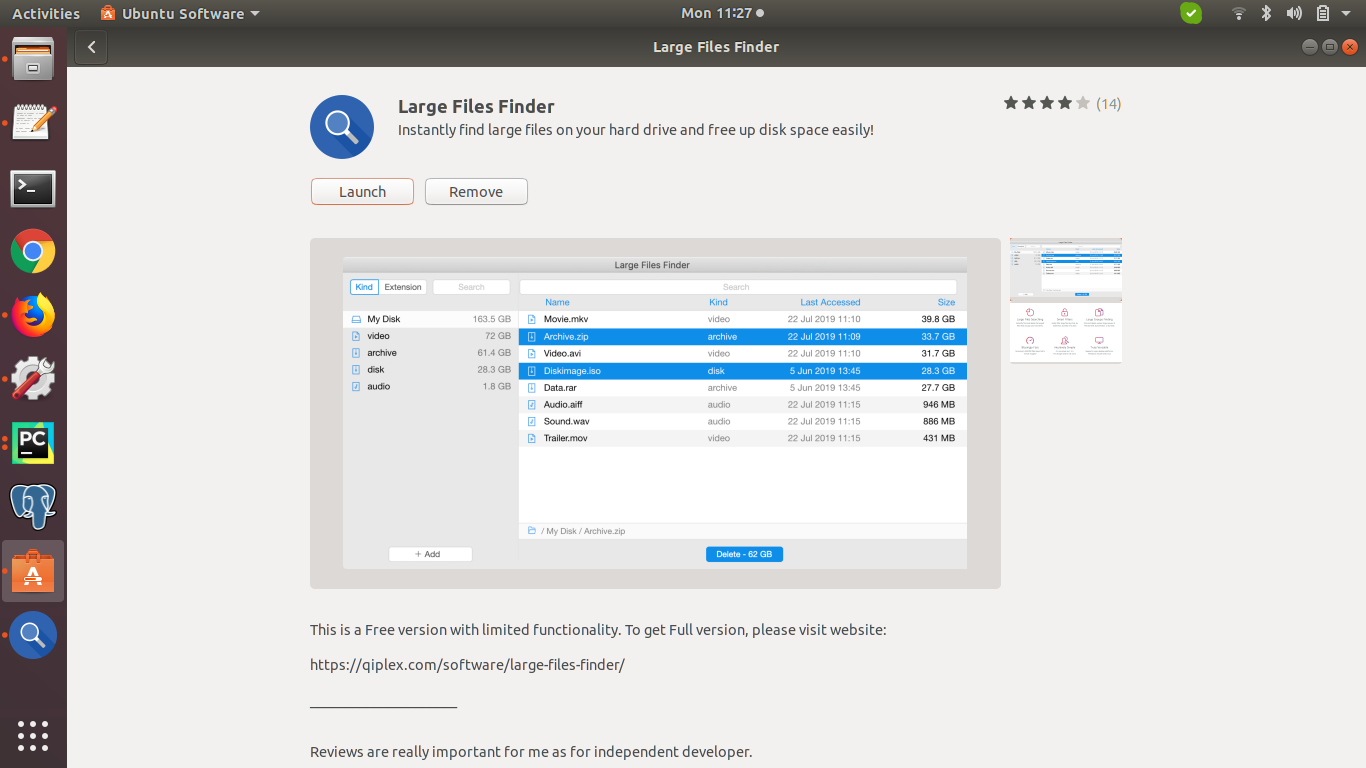 Activities
Ubuntu Software
Mon 11:27
Large Files Finder
Large Files Finder
(14)
Instantly find large files on your hard drive and free up disk space easily!
Launch
Remove
Large Files Finder
Kind
Extension
Search
Search
Name
Kind
Last Accessed
Size
My Disk 163.5 GB
video 72 GB
archive 61.4 GB
disk 28.3 GB
audio 1.8 GB
Movie.mkv video 22 Jul 2019 11:10 39.8 GB
Archive.zip archive 22 Jul 2019 11:09 33.7 GB
Video.avi video 22 Jul 2019 11:10 31.7 GB
Diskimage.iso disk 5 Jun 2019 13:45 28.3 GB
Data.rar archive 5 Jun 2019 13:45 27.7 GB
Audio.aiff audio 22 Jul 2019 11:15 946 MB
Sound.wav audio 22 Jul 2019 11:15 886 MB
Trailer.mov video 22 Jul 2019 11:15 431 MB
/ My Disk / Archive.zip
+ Add
Delete - 62 GB
PC
This is a Free version with limited functionality. To get Full version, please visit website:
https://qiplex.com/software/large-files-finder/
Reviews are really important for me as for independent developer.